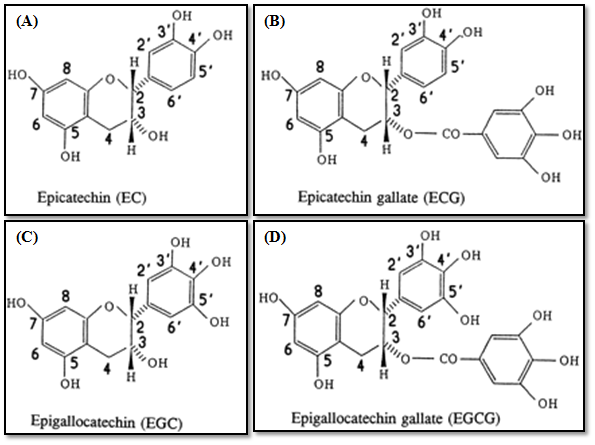 (A)
OH
3' OH
2' 4'
HO 8 O H 5'
7 2 6'
6 3
5 4 OH
OH H
Epicatechin (EC)
(B)
OH
3' OH
2' 4'
HO 8 O H 5'
7 2 6'
6 3 OH
5 4 O CO OH
OH H OH
Epicatechin gallate (ECG)
(C)
OH
3' OH
2' 4'
HO 8 O H 5'
7 2 6' OH
6 3
5 4 OH
OH H
Epigallocatechin (EGC)
(D)
OH
3' OH
2' 4'
HO 8 O H 5'
7 2 6' OH
6 3 OH
5 4 O CO OH
OH H OH
Epigallocatechin gallate (EGCG)